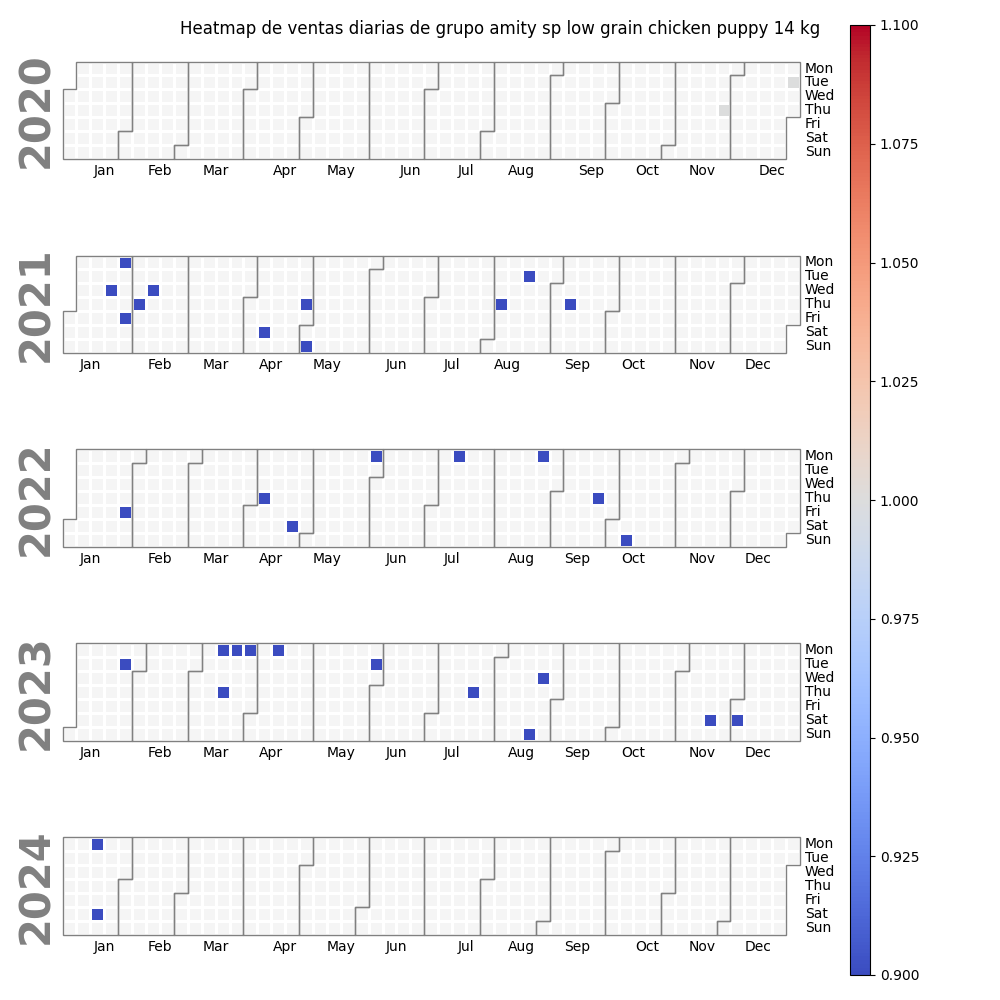 Heatmap de ventas diarias de grupo amity sp low grain chicken puppy 14 kg
2020
Mon
Tue
Wed
Thu
Fri
Sat
Sun
Jan Feb Mar Apr May Jun Jul Aug Sep Oct Nov Dec
2021
Mon
Tue
Wed
Thu
Fri
Sat
Sun
Jan Feb Mar Apr May Jun Jul Aug Sep Oct Nov Dec
2022
Mon
Tue
Wed
Thu
Fri
Sat
Sun
Jan Feb Mar Apr May Jun Jul Aug Sep Oct Nov Dec
2023
Mon
Tue
Wed
Thu
Fri
Sat
Sun
Jan Feb Mar Apr May Jun Jul Aug Sep Oct Nov Dec
2024
Mon
Tue
Wed
Thu
Fri
Sat
Sun
Jan Feb Mar Apr May Jun Jul Aug Sep Oct Nov Dec
1.100
1.075
1.050
1.025
1.000
0.975
0.950
0.925
0.900